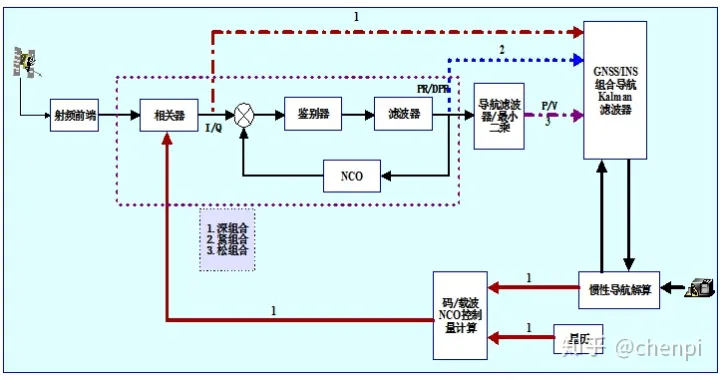 1
2
PR/DPR
GNSS/INS
组合导航
Kalman
滤波器
射频前端
相关器
I/Q
鉴别器
滤波器
导航滤波
器/最小
二乘
P/V
3
NCO
1. 深组合
2. 紧组合
3. 松组合
1
码/载波
NCO控制
量计算
1
惯性导航解算
1
星历
知乎 @chenpi